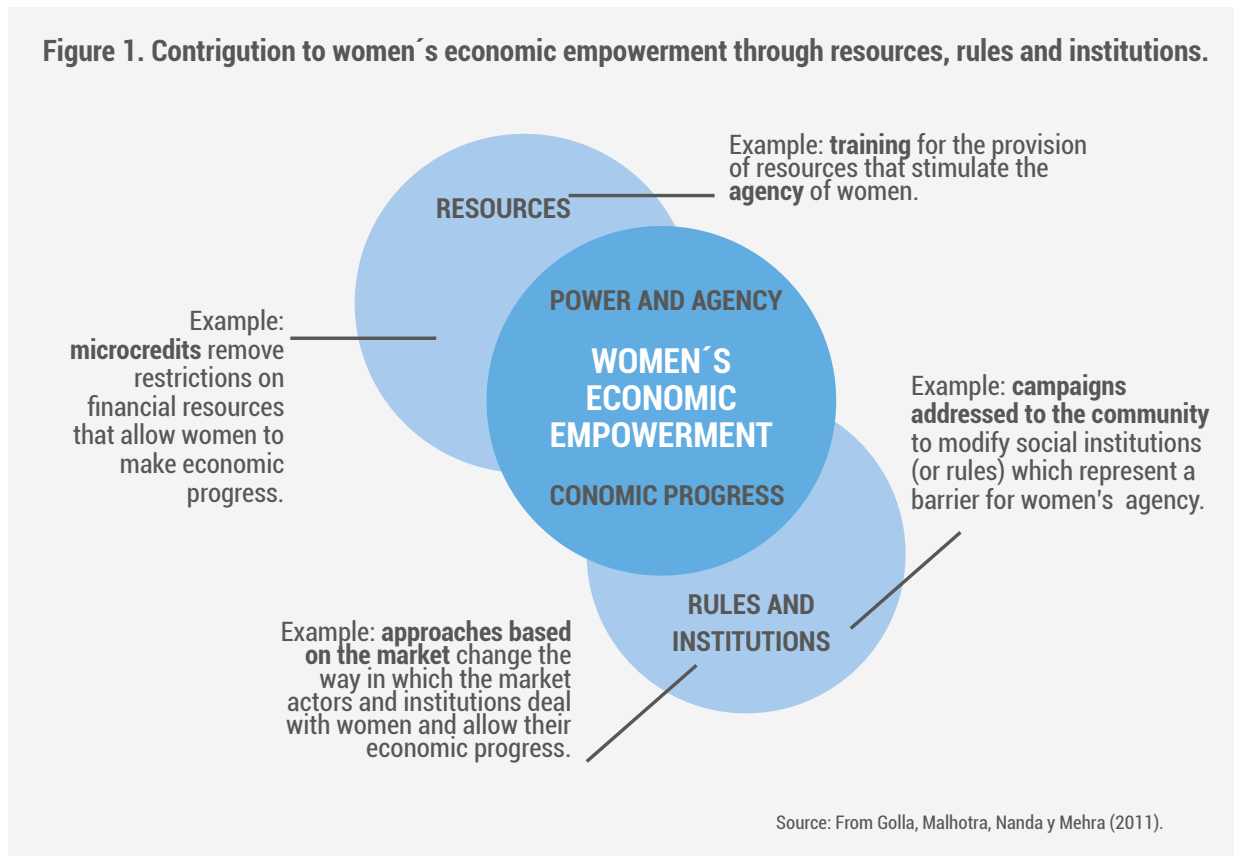 Figure 1. Contrigution to women´s economic empowerment through resources, rules and institutions.
Example: training for the provision
of resources that stimulate the
agency of women.
RESOURCES
POWER AND AGENCY
WOMEN´S
ECONOMIC
EMPOWERMENT
CONOMIC PROGRESS
Example:
microcredits remove
restrictions on
financial resources
that allow women to
make economic
progress.
Example: campaigns
addressed to the community
to modify social institutions
(or rules) which represent a
barrier for women's agency.
RULES AND
INSTITUTIONS
Example: approaches based
on the market change the
way in which the market
actors and institutions deal
with women and allow their
economic progress.
Source: From Golla, Malhotra, Nanda y Mehra (2011).